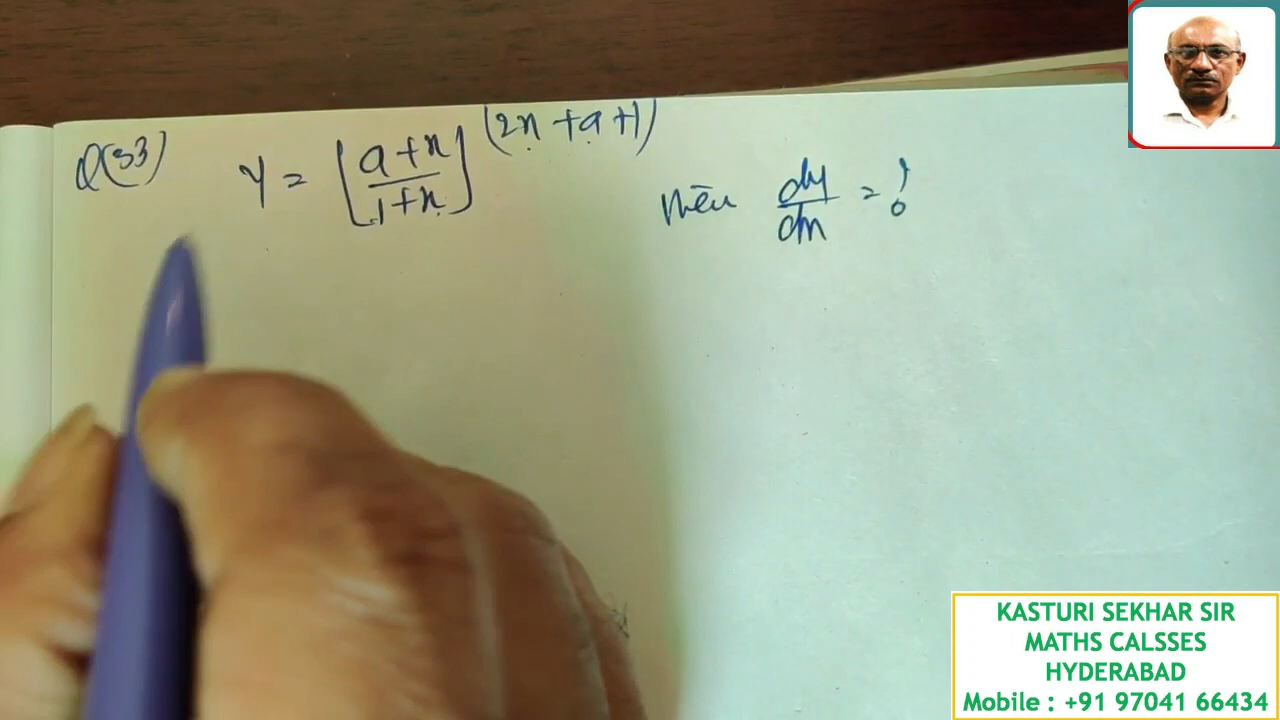 Q(33) y = [a+x / 1+x]^(2x+a+1) then dy/dx = ?
KASTURI SEKHAR SIR
MATHS CALSSES
HYDERABAD
Mobile : +91 97041 66434